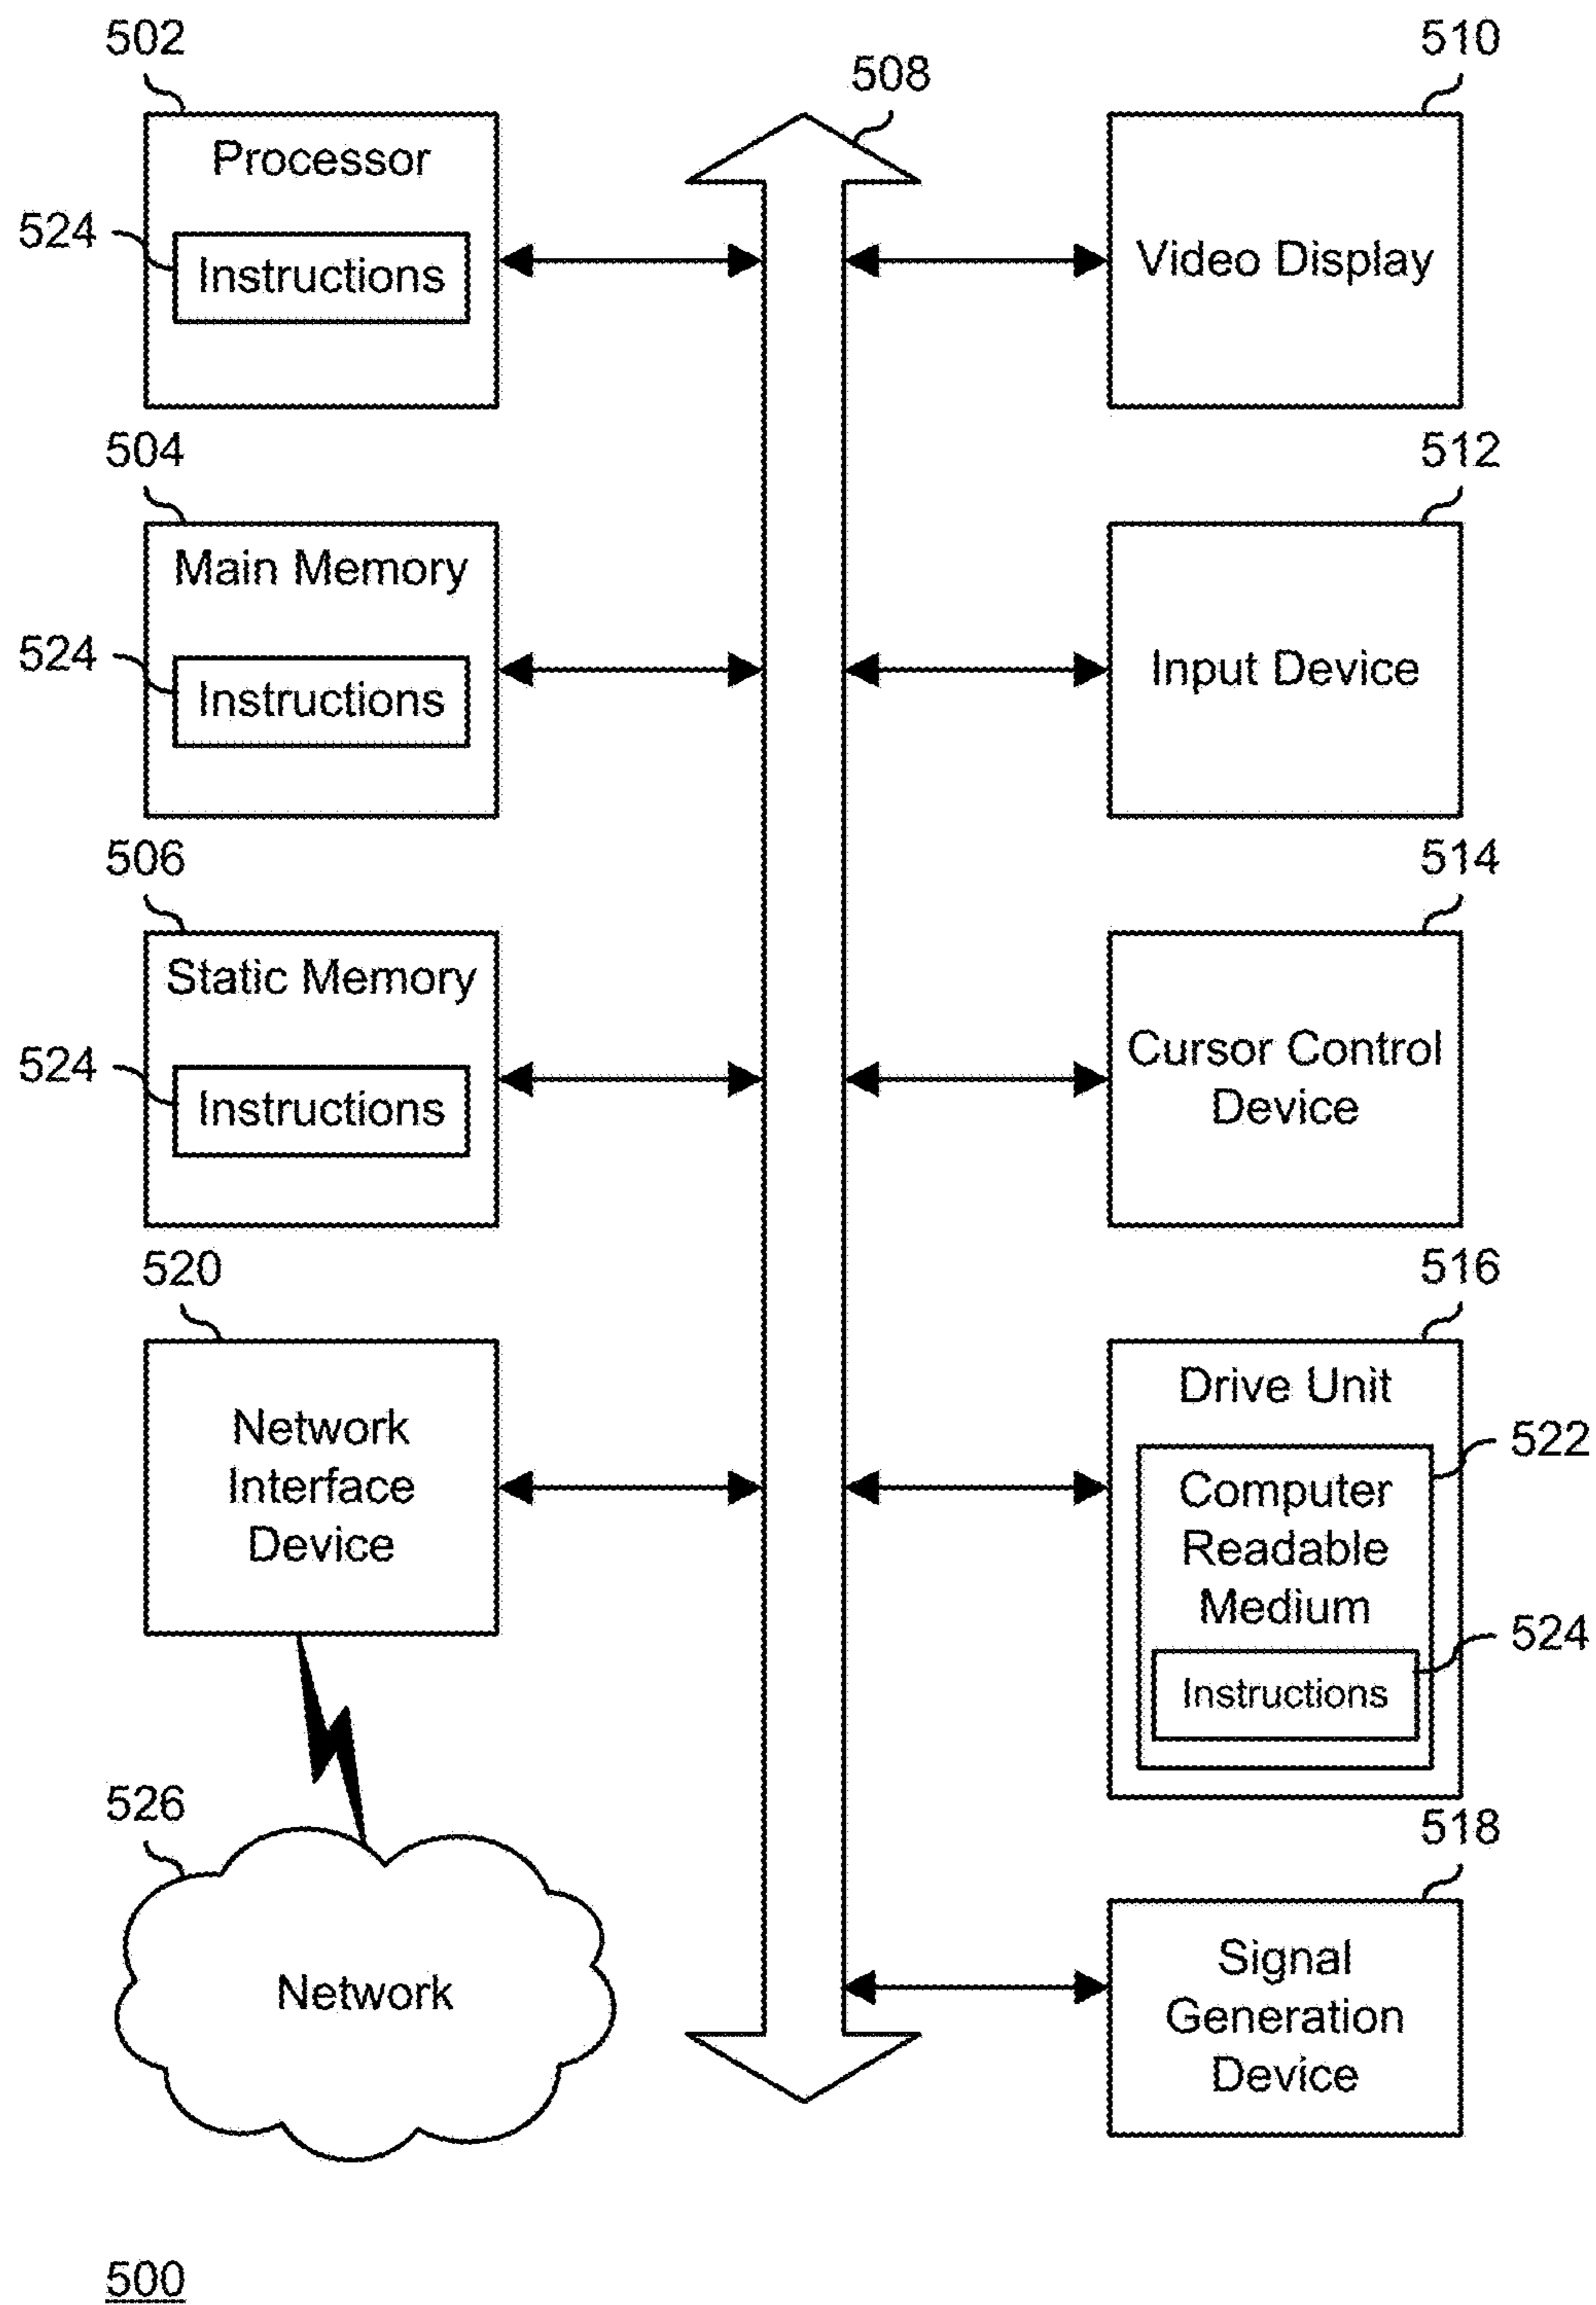 502
508
510
Processor
524
Instructions
Video Display
504
512
Main Memory
524
Instructions
Input Device
506
514
Static Memory
524
Instructions
Cursor Control
Device
520
516
Network
Interface
Device
Drive Unit
522
Computer
Readable
Medium
524
Instructions
526
518
Network
Signal
Generation
Device
500